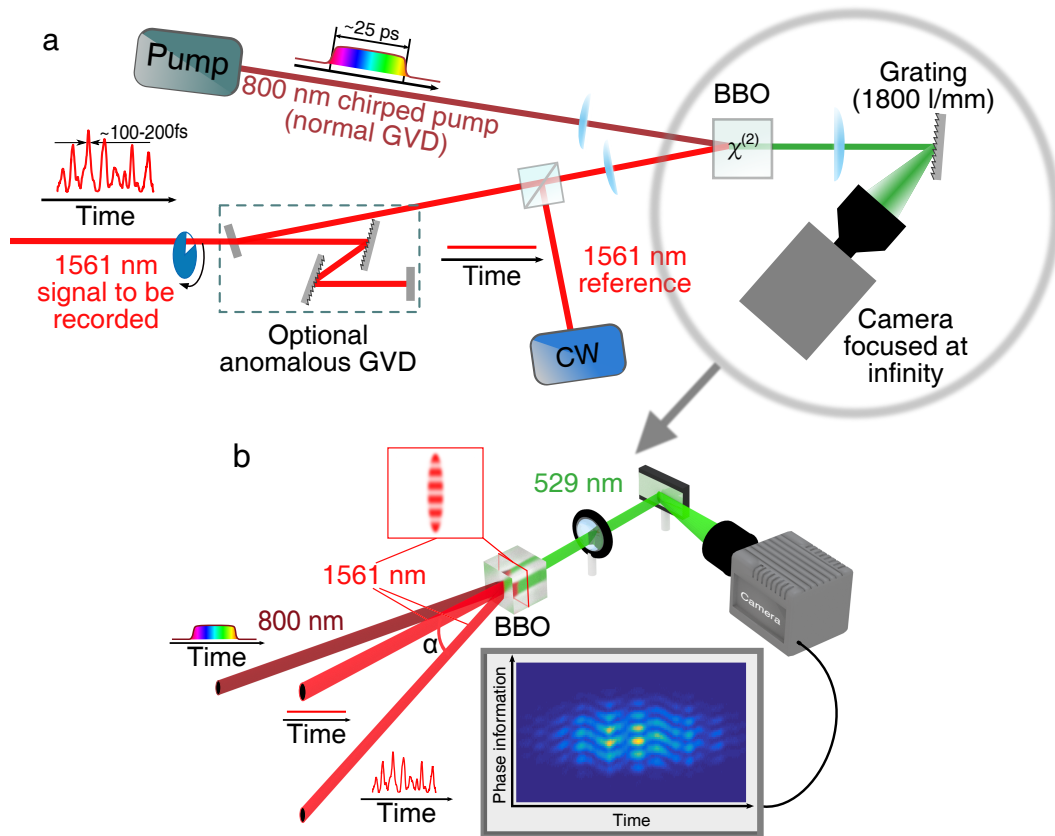 a
Pump
~25 ps
800 nm chirped pump
(normal GVD)
BBO
χ(2)
Grating
(1800 l/mm)
~100-200fs
Time
1561 nm
signal to be
recorded
Optional
anomalous GVD
Time
1561 nm
reference
CW
Camera
focused at
infinity
b
529 nm
1561 nm
800 nm
Time
α
BBO
Camera
Time
Time
Phase information
Time